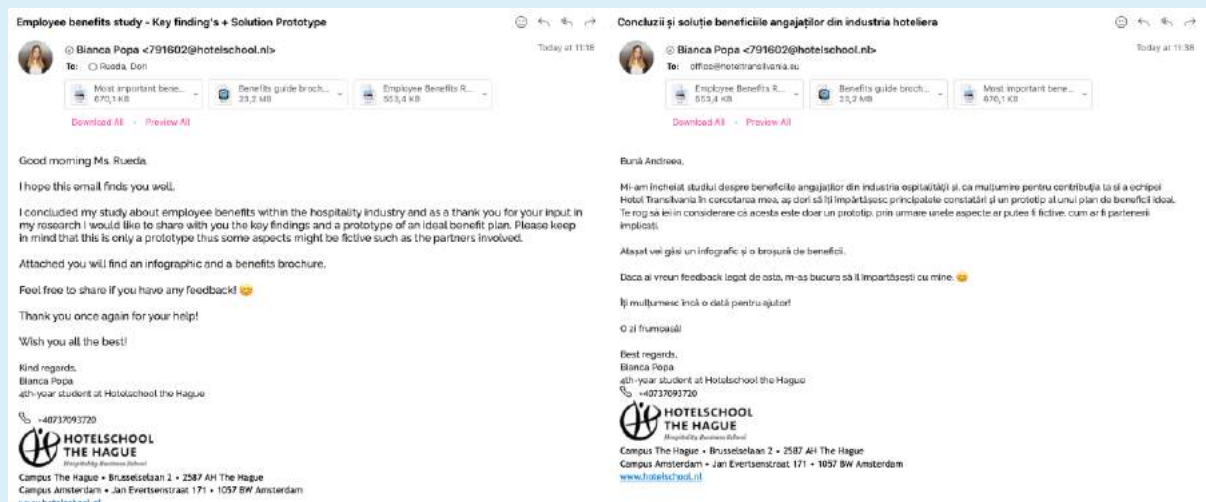 Employee benefits study - Key finding's + Solution Prototype
Bianca Popa <791602@hotelschool.nl>
Today at 11:18
To: Rueda, Dori
Most important bene...
670,1 KB
Benefits guide broch...
23,2 MB
Employee Benefits R...
553,4 KB
Download All • Preview All
Good morning Ms. Rueda,
I hope this email finds you well.
I concluded my study about employee benefits within the hospitality industry and as a thank you for your input in
my research I would like to share with you the key findings and a prototype of an ideal benefit plan. Please keep
in mind that this is only a prototype thus some aspects might be fictive such as the partners involved.
Attached you will find an infographic and a benefits brochure.
Feel free to share if you have any feedback! 😊
Thank you once again for your help!
Wish you all the best!
Kind regards,
Bianca Popa
4th-year student at Hotelschool the Hague
+40737093720
HOTELSCHOOL
THE HAGUE
Hospitality Business School
Campus The Hague • Brusselselaan 2 • 2587 AH The Hague
Campus Amsterdam • Jan Evertsenstraat 171 • 1057 BW Amsterdam
www.hotelschool.nl
Concluzii și soluție beneficiile angajaților din industria hoteliera
Bianca Popa <791602@hotelschool.nl>
Today at 11:38
To: office@hoteltransilvania.eu
Employee Benefits R...
553,4 KB
Benefits guide broch...
23,2 MB
Most important bene...
670,1 KB
Download All • Preview All
Bună Andreea,
Mi-am încheiat studiul despre beneficiile angajaților din industria ospitalității și, ca mulțumire pentru contribuția ta și a echipei
Hotel Transilvania în cercetarea mea, aș dori să îți împărtășesc principalele constatări și un prototip al unui plan de beneficii ideal.
Te rog să iei în considerare că acesta este doar un prototip, prin urmare unele aspecte ar putea fi fictive, cum ar fi partenerii
implicați.
Atașat vei găsi un infografic și o broșură de beneficii.
Daca ai vreun feedback legat de asta, m-aș bucura să îl împartășești cu mine. 😊
Îți mulțumesc încă o dată pentru ajutor!
O zi frumoasă!
Best regards,
Bianca Popa
4th-year student at Hotelschool the Hague
+40737093720
HOTELSCHOOL
THE HAGUE
Hospitality Business School
Campus The Hague • Brusselselaan 2 • 2587 AH The Hague
Campus Amsterdam • Jan Evertsenstraat 171 • 1057 BW Amsterdam
www.hotelschool.nl